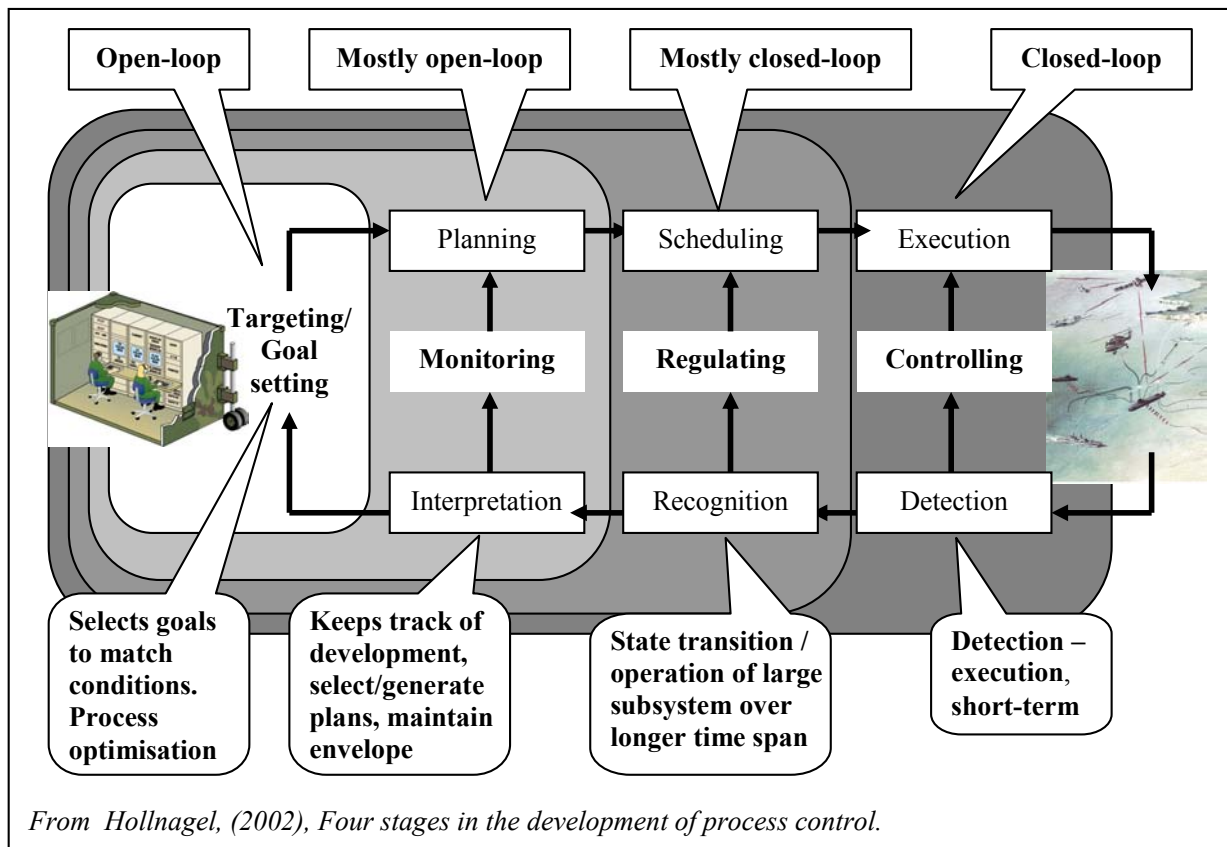 Open-loop
Mostly open-loop
Mostly closed-loop
Closed-loop
Planning
Scheduling
Execution
Targeting/
Goal
setting
Monitoring
Regulating
Controlling
Interpretation
Recognition
Detection
Selects goals
to match
conditions.
Process
optimisation
Keeps track of
development,
select/generate
plans, maintain
envelope
State transition /
operation of large
subsystem over
longer time span
Detection –
execution,
short-term
From Hollnagel, (2002), Four stages in the development of process control.